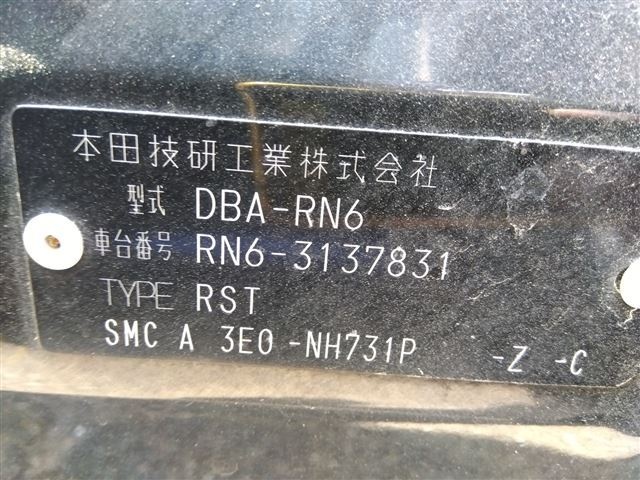 本田技研工業株式会社
型式 DBA-RN6
車台番号 RN6-3137831
TYPE RST
SMC A 3E0 -NH731P -Z -C